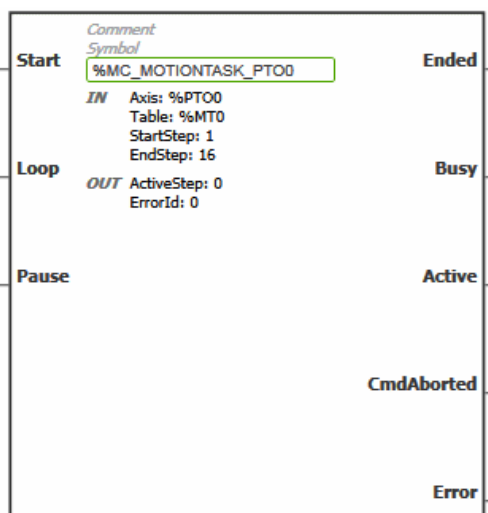 Comment
Symbol
Start
Ended
%MC_MOTIONTASK_PTO0
IN Axis: %PTO0
Table: %MT0
StartStep: 1
EndStep: 16
Loop
Busy
OUT ActiveStep: 0
ErrorId: 0
Pause
Active
CmdAborted
Error